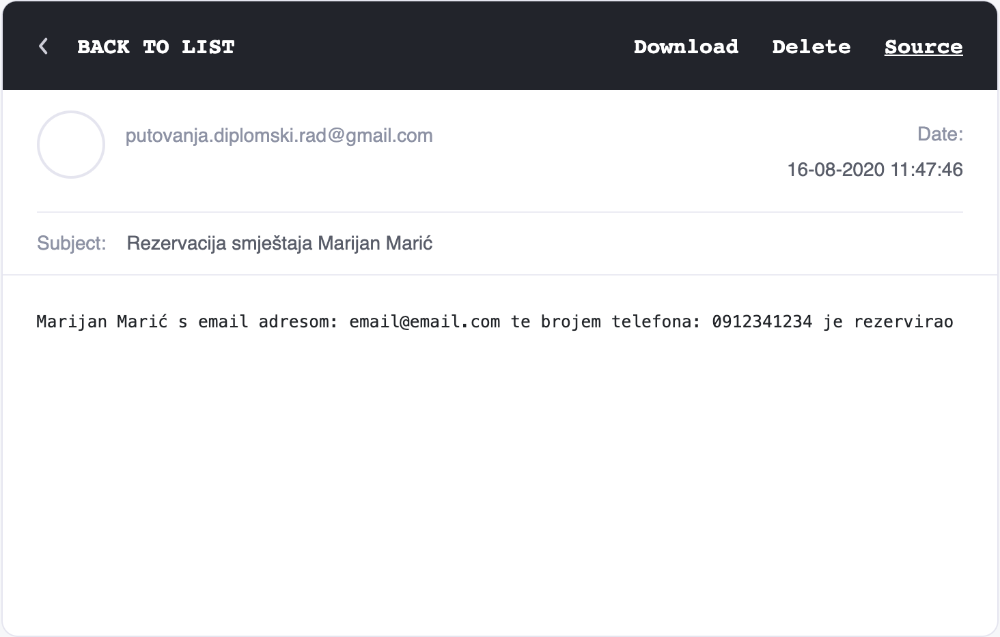 BACK TO LIST Download Delete Source
putovanja.diplomski.rad@gmail.com Date:
16-08-2020 11:47:46
Subject: Rezervacija smještaja Marijan Marić
Marijan Marić s email adresom: email@email.com te brojem telefona: 0912341234 je rezervirao